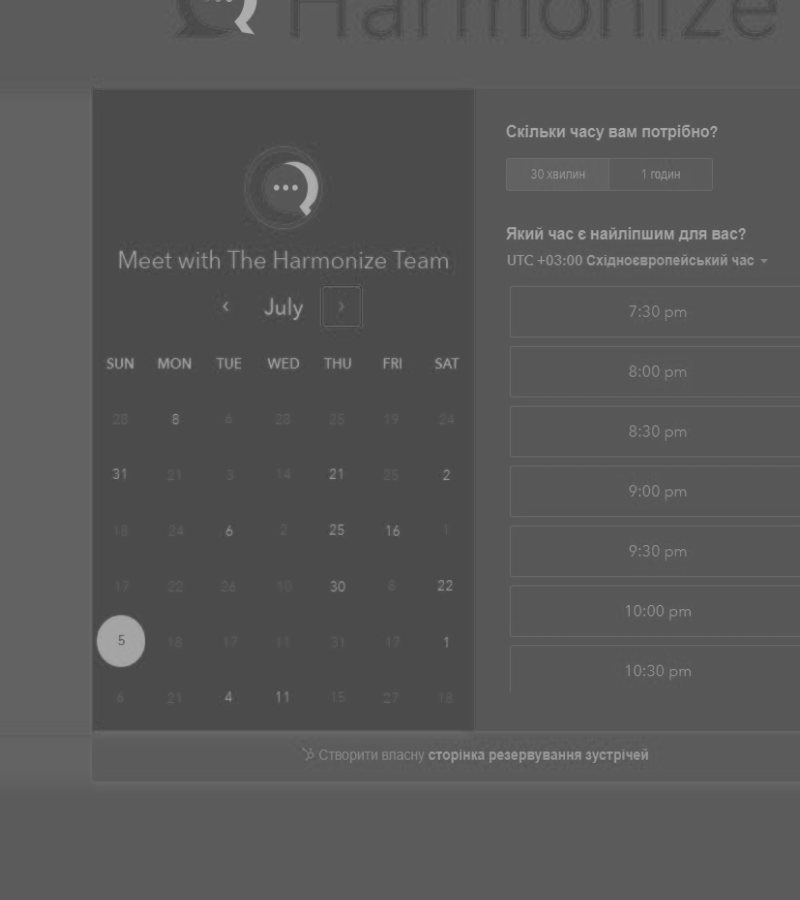 Harmonize
Meet with The Harmonize Team
July
SUN MON TUE WED THU FRI SAT
28 8 6 28 25 19 24
31 21 3 14 21 25 2
18 24 6 2 25 16 1
17 22 26 10 30 8 22
5 18 17 11 31 17 1
6 21 4 11 15 27 18
Скільки часу вам потрібно?
30 хвилин 1 годин
Який час є найліпшим для вас?
UTC +03:00 Східноєвропейський час
7:30 pm
8:00 pm
8:30 pm
9:00 pm
9:30 pm
10:00 pm
10:30 pm
Створити власну сторінка резервування зустрічей